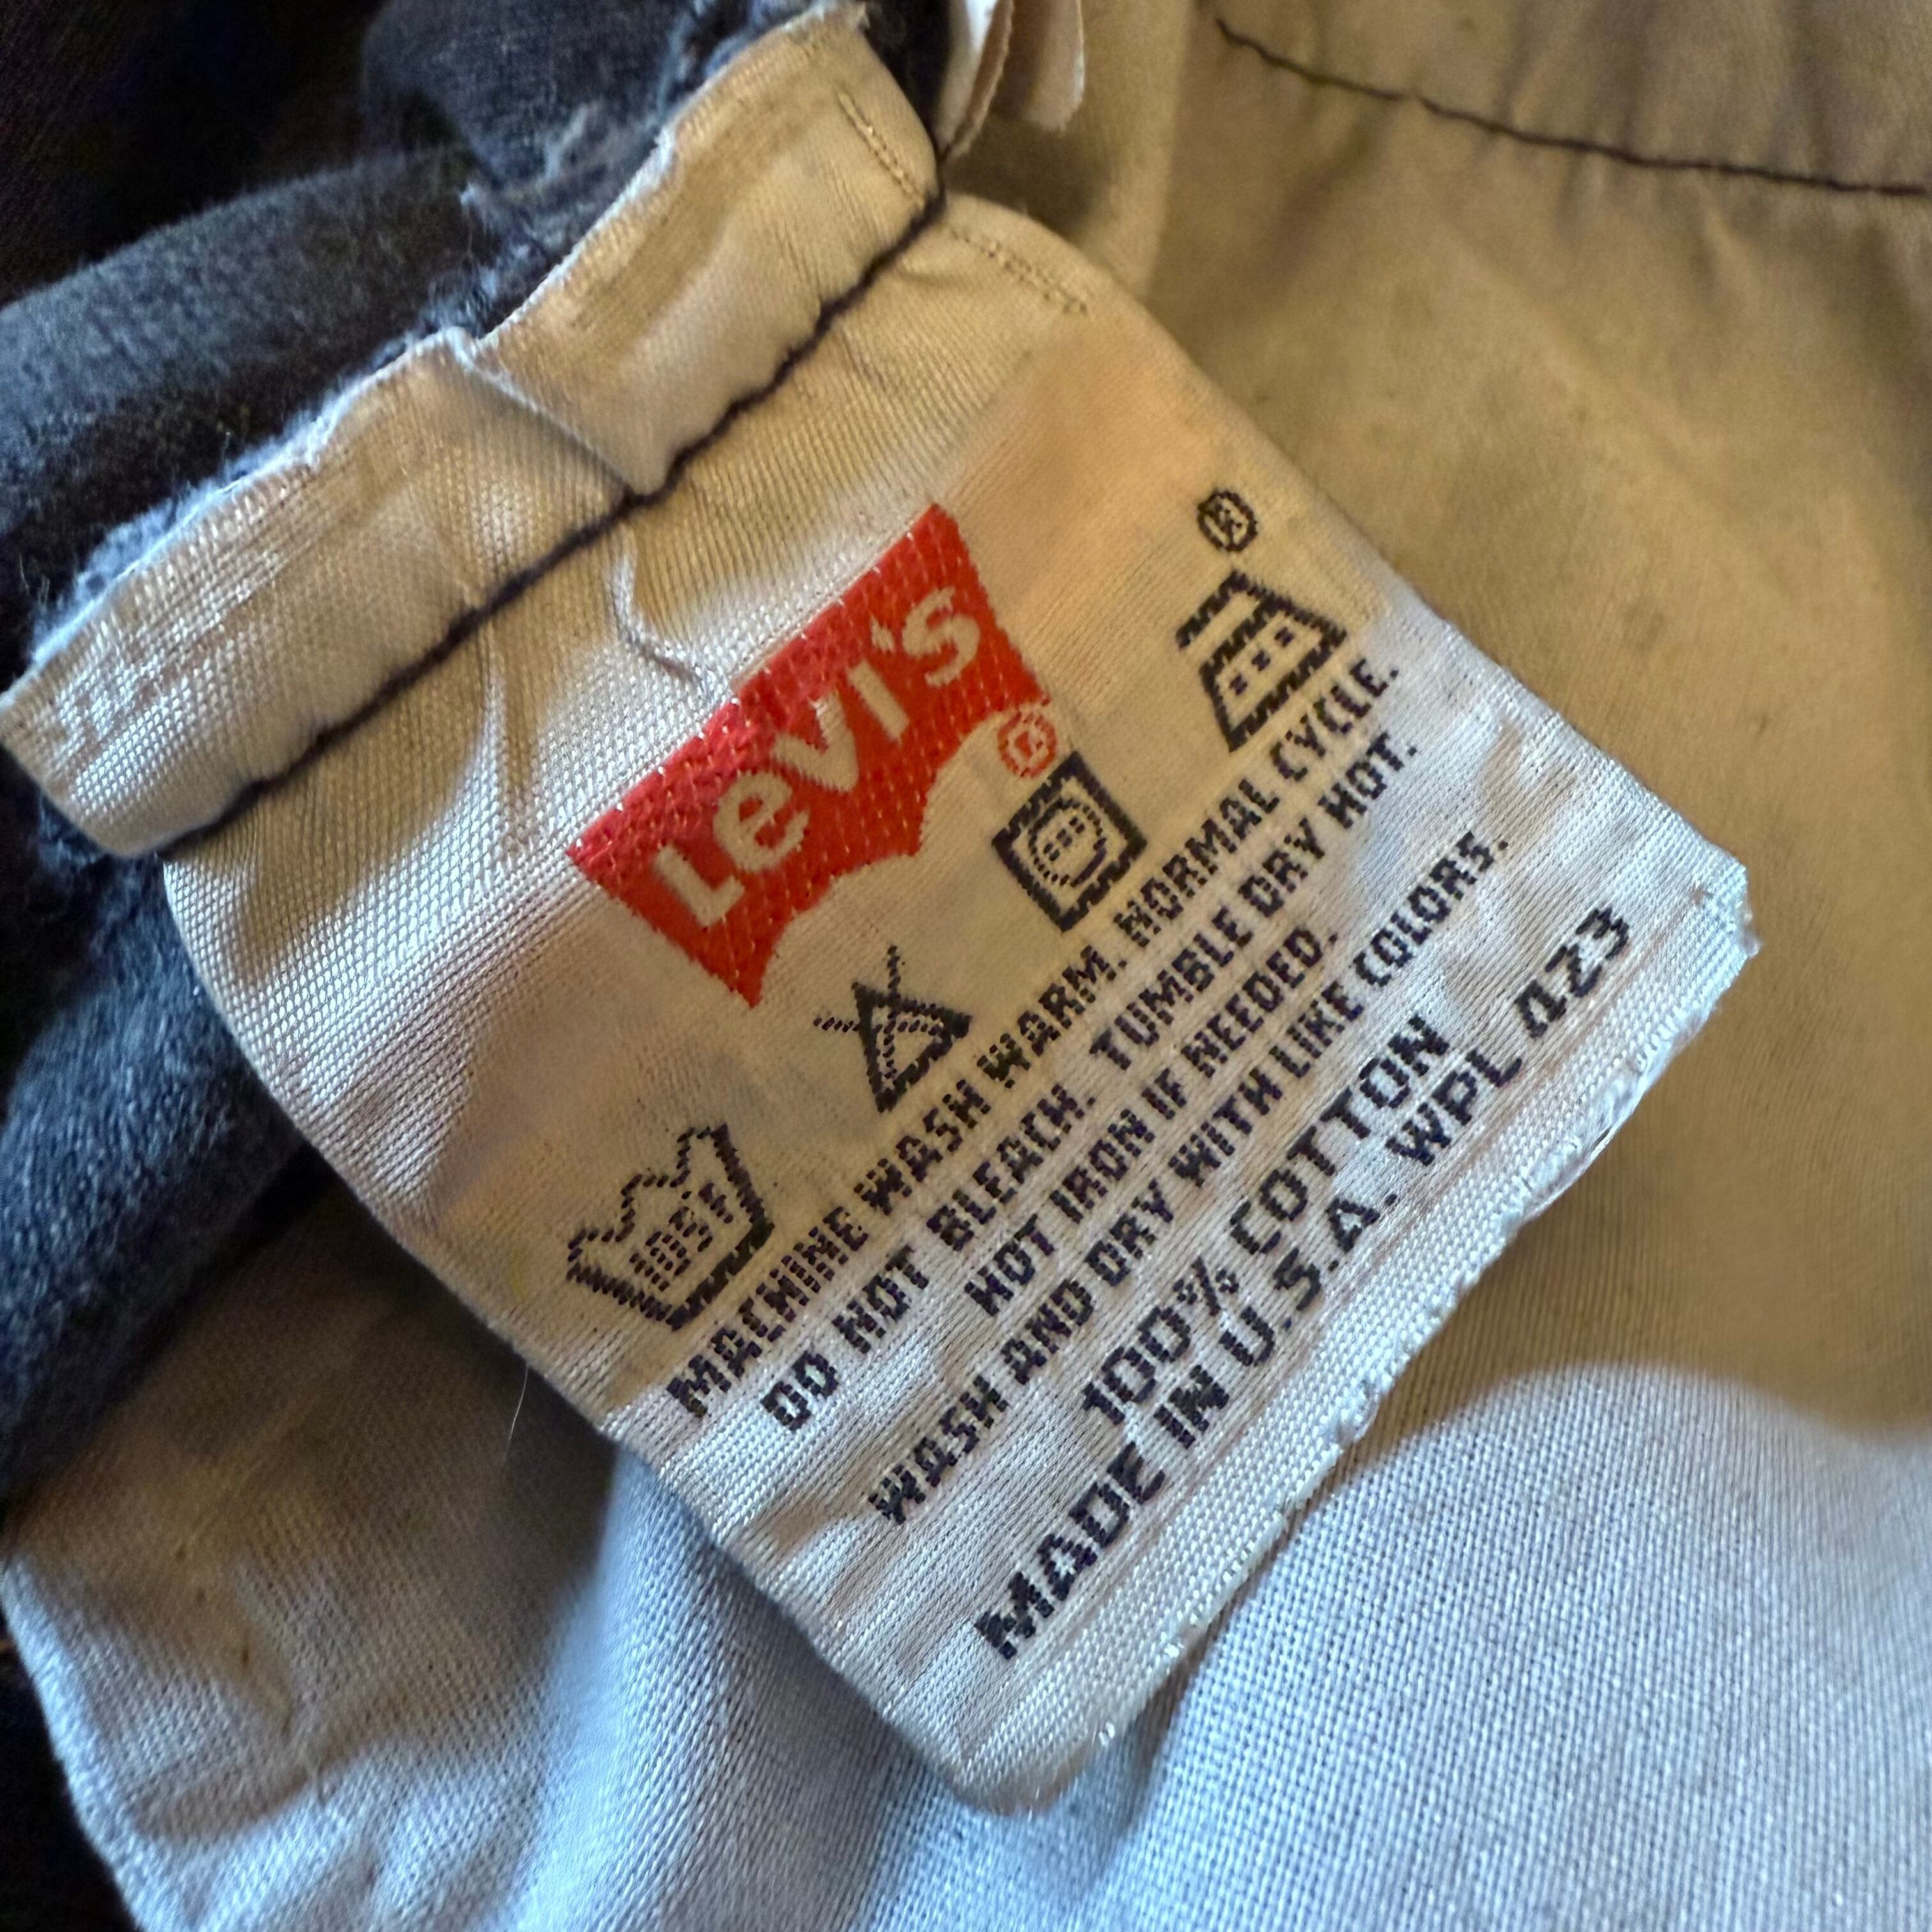 Levi's®
105F
®
MACHINE WASH WARM. NORMAL CYCLE.
DO NOT BLEACH. TUMBLE DRY HOT.
HOT IRON IF NEEDED.
WASH AND DRY WITH LIKE COLORS.
100% COTTON
MADE IN U.S.A. WPL 423